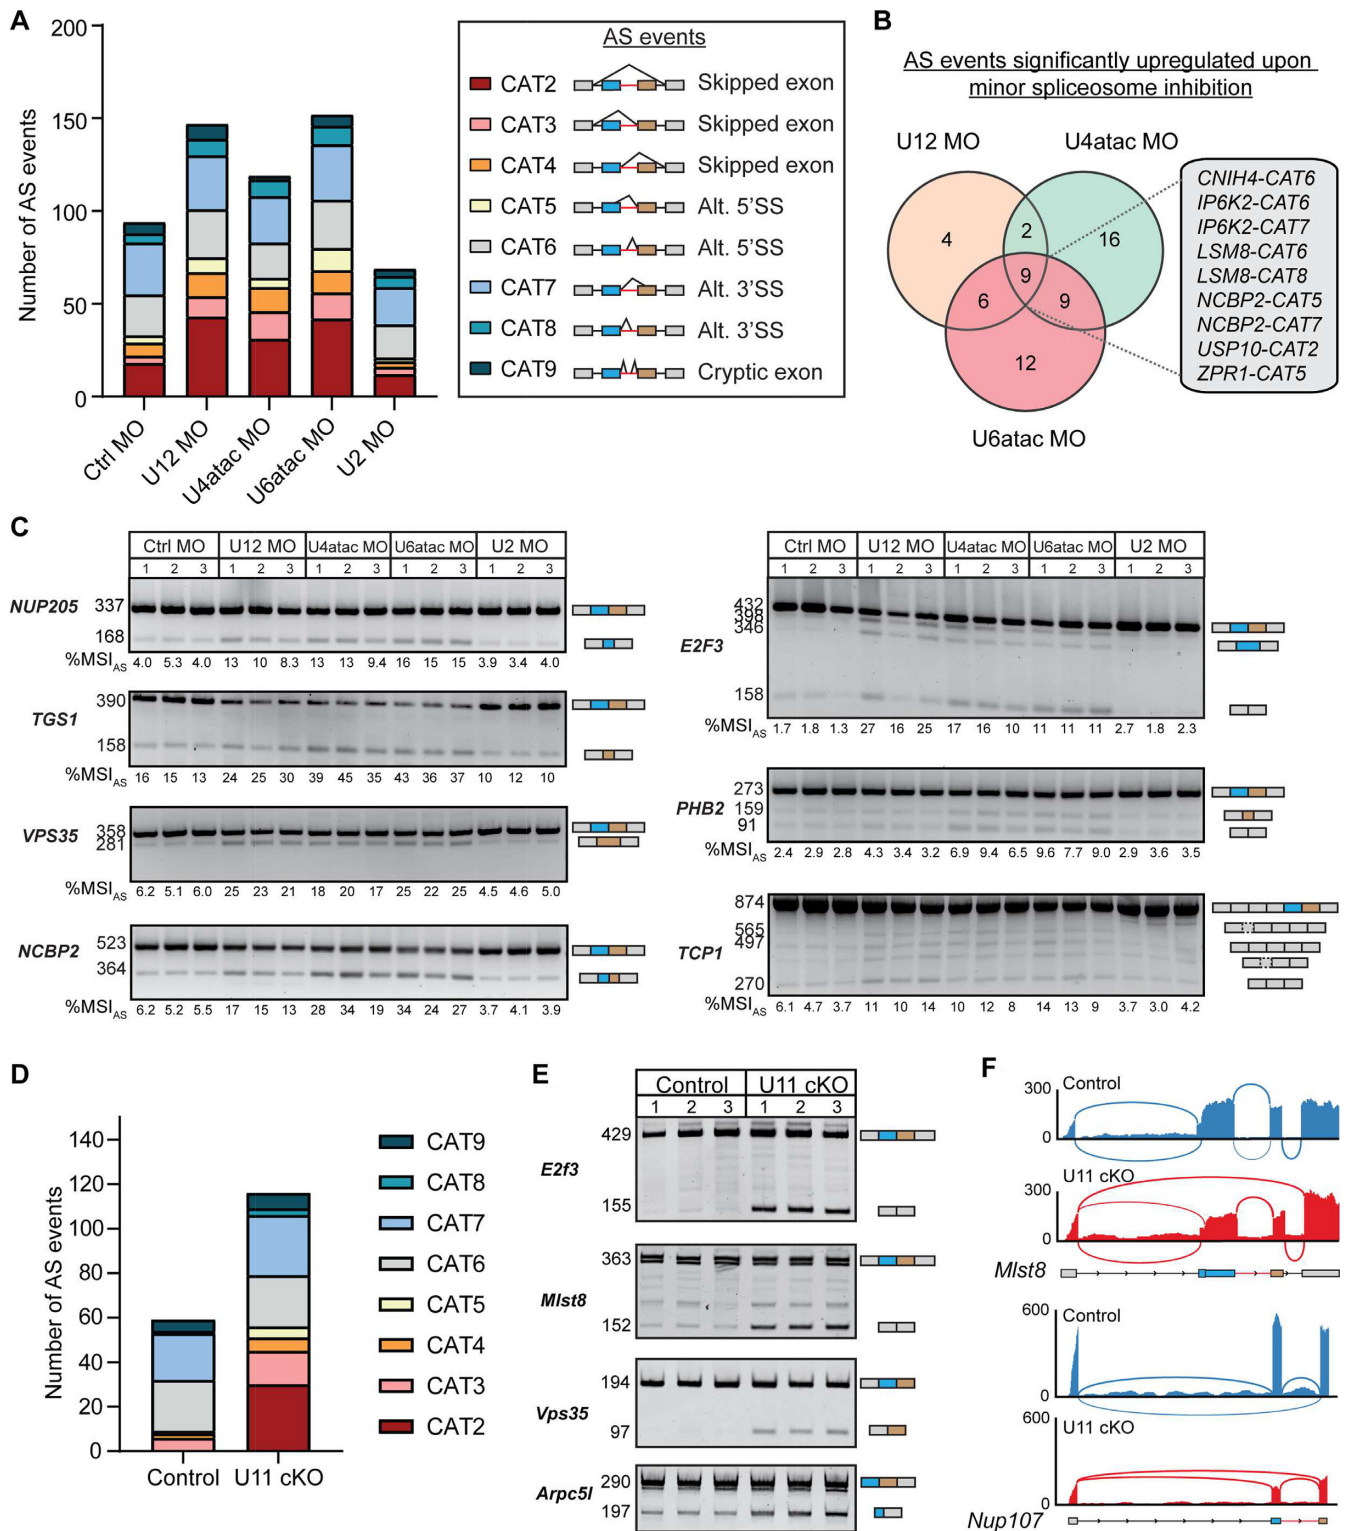 A
200
150
100
50
0
Number of AS events
Ctrl MO
U12 MO
U4atac MO
U6atac MO
U2 MO
AS events
CAT2 Skipped exon
CAT3 Skipped exon
CAT4 Skipped exon
CAT5 Alt. 5'SS
CAT6 Alt. 5'SS
CAT7 Alt. 3'SS
CAT8 Alt. 3'SS
CAT9 Cryptic exon
B
AS events significantly upregulated upon
minor spliceosome inhibition
U12 MO U4atac MO
4 2 16
9
6 9
12
U6atac MO
CNIH4-CAT6
IP6K2-CAT6
IP6K2-CAT7
LSM8-CAT6
LSM8-CAT8
NCBP2-CAT5
NCBP2-CAT7
USP10-CAT2
ZPR1-CAT5
C
Ctrl MO U12 MO U4atac MO U6atac MO U2 MO
1 2 3 1 2 3 1 2 3 1 2 3 1 2 3
NUP205
337
168
%MSIAS 4.0 5.3 4.0 13 10 8.3 13 13 9.4 16 15 15 3.9 3.4 4.0
TGS1
390
158
%MSIAS 16 15 13 24 25 30 39 45 35 43 36 37 10 12 10
VPS35
358
281
%MSIAS 6.2 5.1 6.0 25 23 21 18 20 17 25 22 25 4.5 4.6 5.0
NCBP2
523
364
%MSIAS 6.2 5.2 5.5 17 15 13 28 34 19 34 24 27 3.7 4.1 3.9
Ctrl MO U12 MO U4atac MO U6atac MO U2 MO
1 2 3 1 2 3 1 2 3 1 2 3 1 2 3
E2F3
432
398
346
158
%MSIAS 1.7 1.8 1.3 27 16 25 17 16 10 11 11 11 2.7 1.8 2.3
PHB2
273
159
91
%MSIAS 2.4 2.9 2.8 4.3 3.4 3.2 6.9 9.4 6.5 9.6 7.7 9.0 2.9 3.6 3.5
TCP1
874
565
497
270
%MSIAS 6.1 4.7 3.7 11 10 14 10 12 8 14 13 9 3.7 3.0 4.2
D
140
120
100
80
60
40
20
0
Number of AS events
Control U11 cKO
CAT9
CAT8
CAT7
CAT6
CAT5
CAT4
CAT3
CAT2
E
Control U11 cKO
1 2 3 1 2 3
E2f3
429
155
Mlst8
363
152
Vps35
194
97
Arpc5l
290
197
F
300
0
Control
300
0
U11 cKO
Mlst8
600
0
Control
600
0
U11 cKO
Nup107